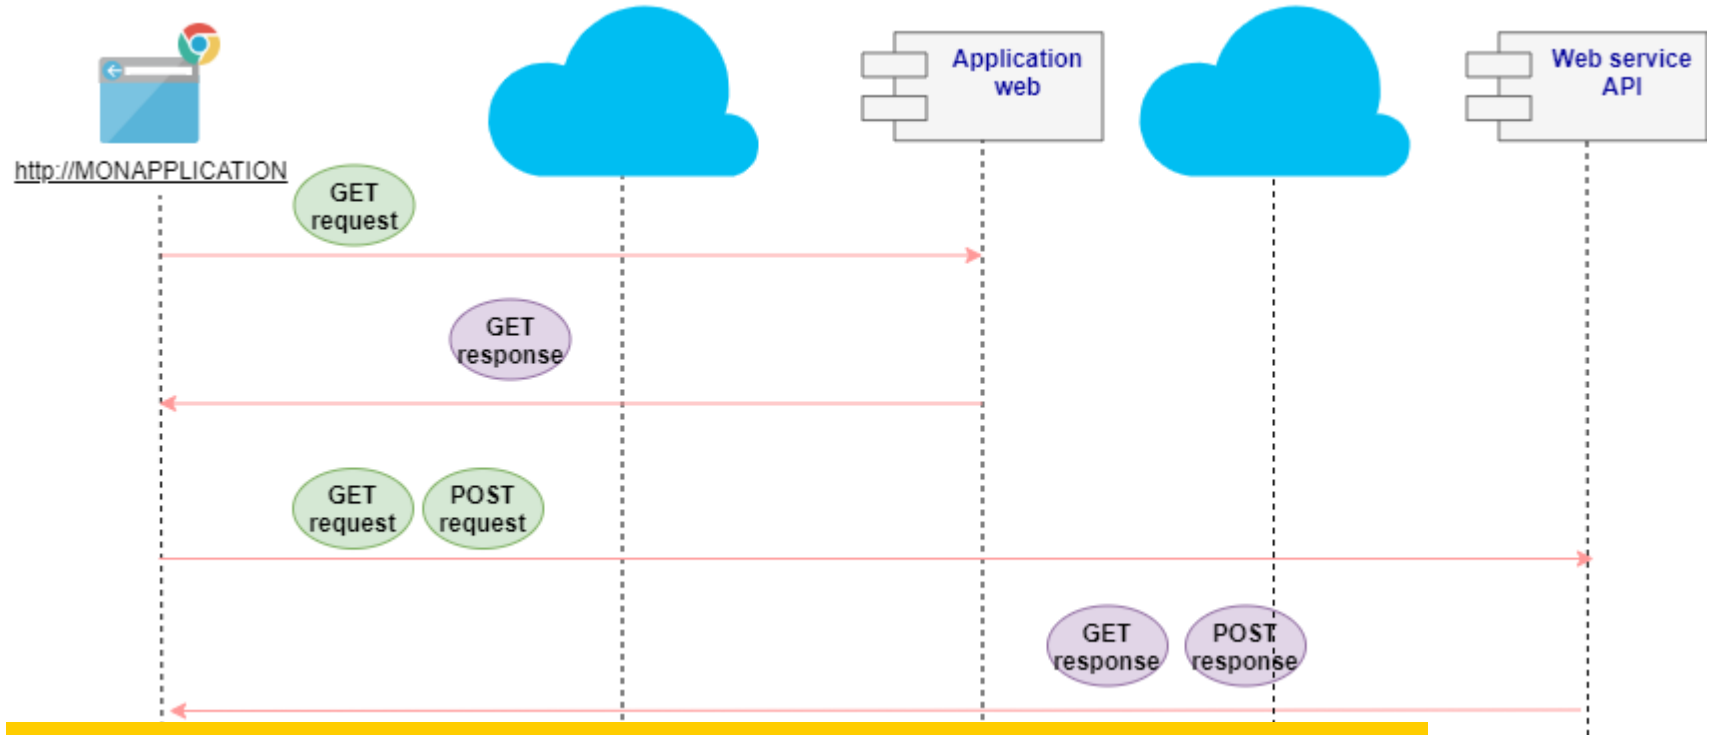 Application
web
Web service
API
http://MONAPPLICATION
GET
request
GET
response
GET
request
POST
request
GET
response
POST
response